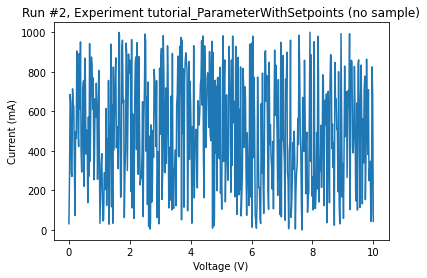 Run #2, Experiment tutorial_ParameterWithSetpoints (no sample)
1000
800
600
400
200
0
Current (mA)
0 2 4 6 8 10
Voltage (V)